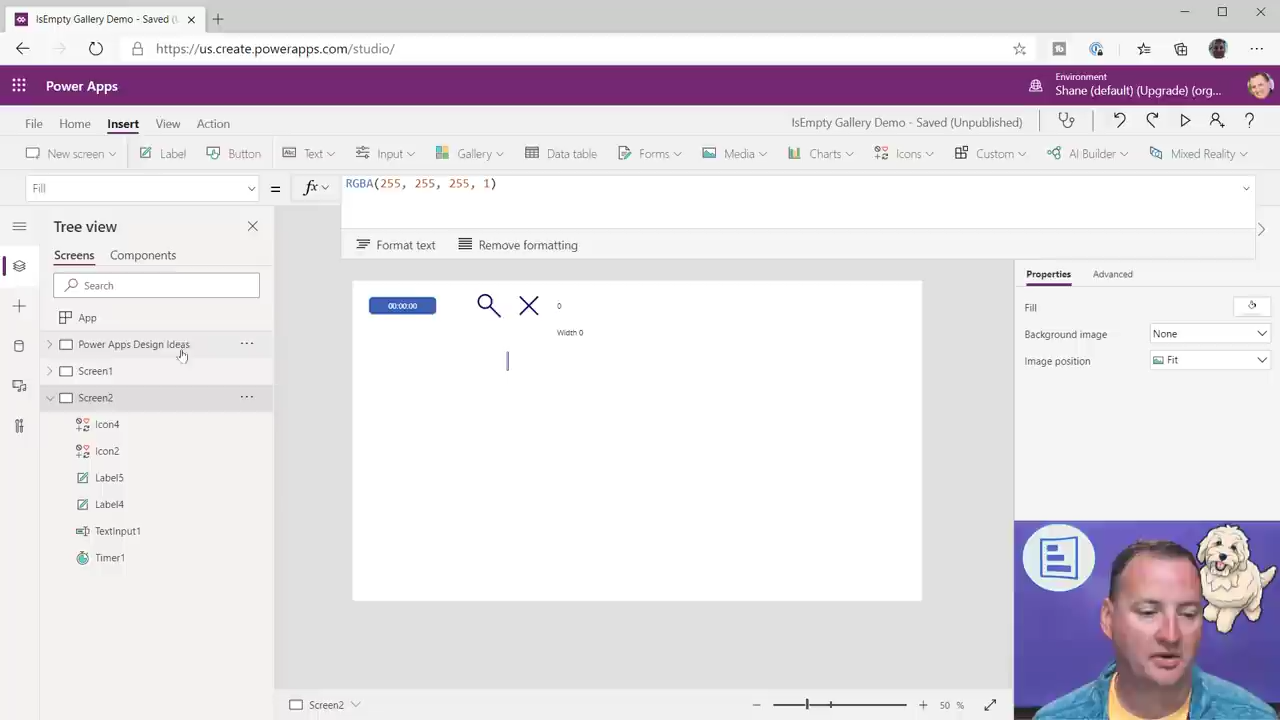 IsEmpty Gallery Demo - Saved (
https://us.create.powerapps.com/studio/
Power Apps
Environment
Shane (default) (Upgrade) (org...
File Home Insert View Action
IsEmpty Gallery Demo - Saved (Unpublished)
New screen Label Button Text Input Gallery Data table Forms Media Charts Icons Custom AI Builder Mixed Reality
Fill = fx RGBA(255, 255, 255, 1)
Format text Remove formatting
Tree view
Screens Components
Search
App
Power Apps Design Ideas
Screen1
Screen2
Icon4
Icon2
Label5
Label4
TextInput1
Timer1
00:00:00
0
Width 0
Properties Advanced
Fill
Background image None
Image position Fit
Screen2
50 %